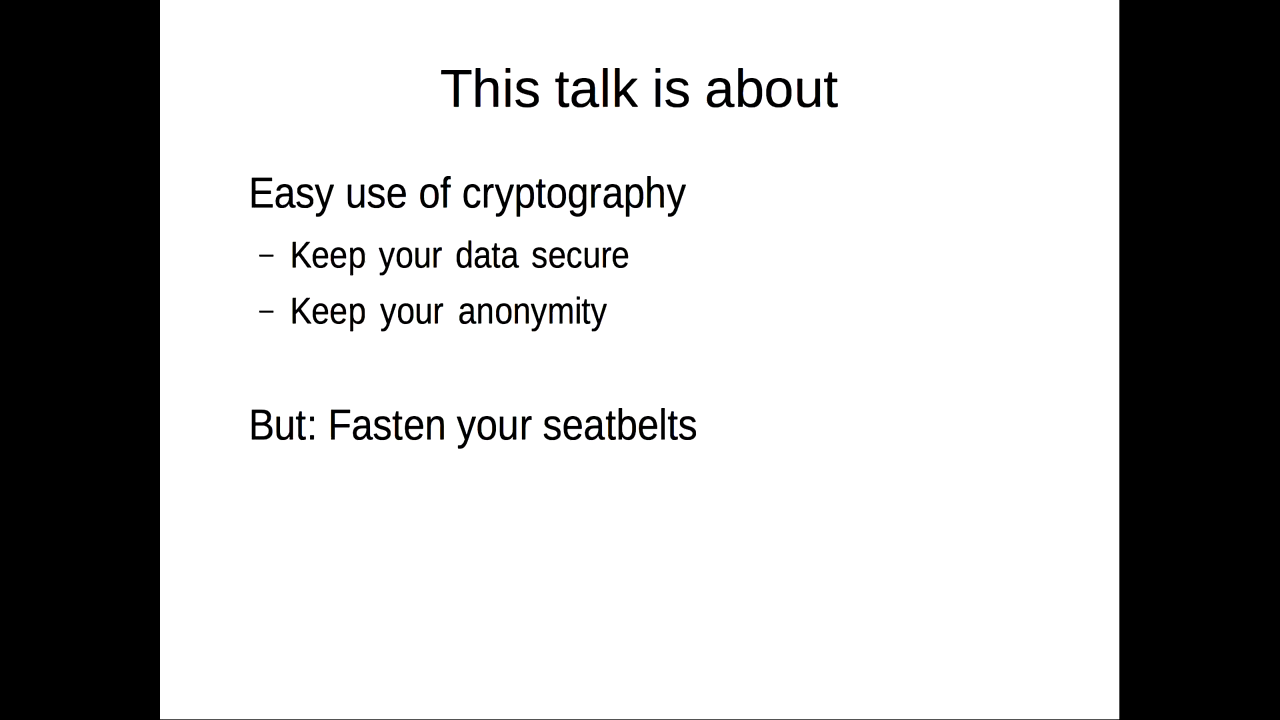 This talk is about
Easy use of cryptography
– Keep your data secure
– Keep your anonymity
But: Fasten your seatbelts